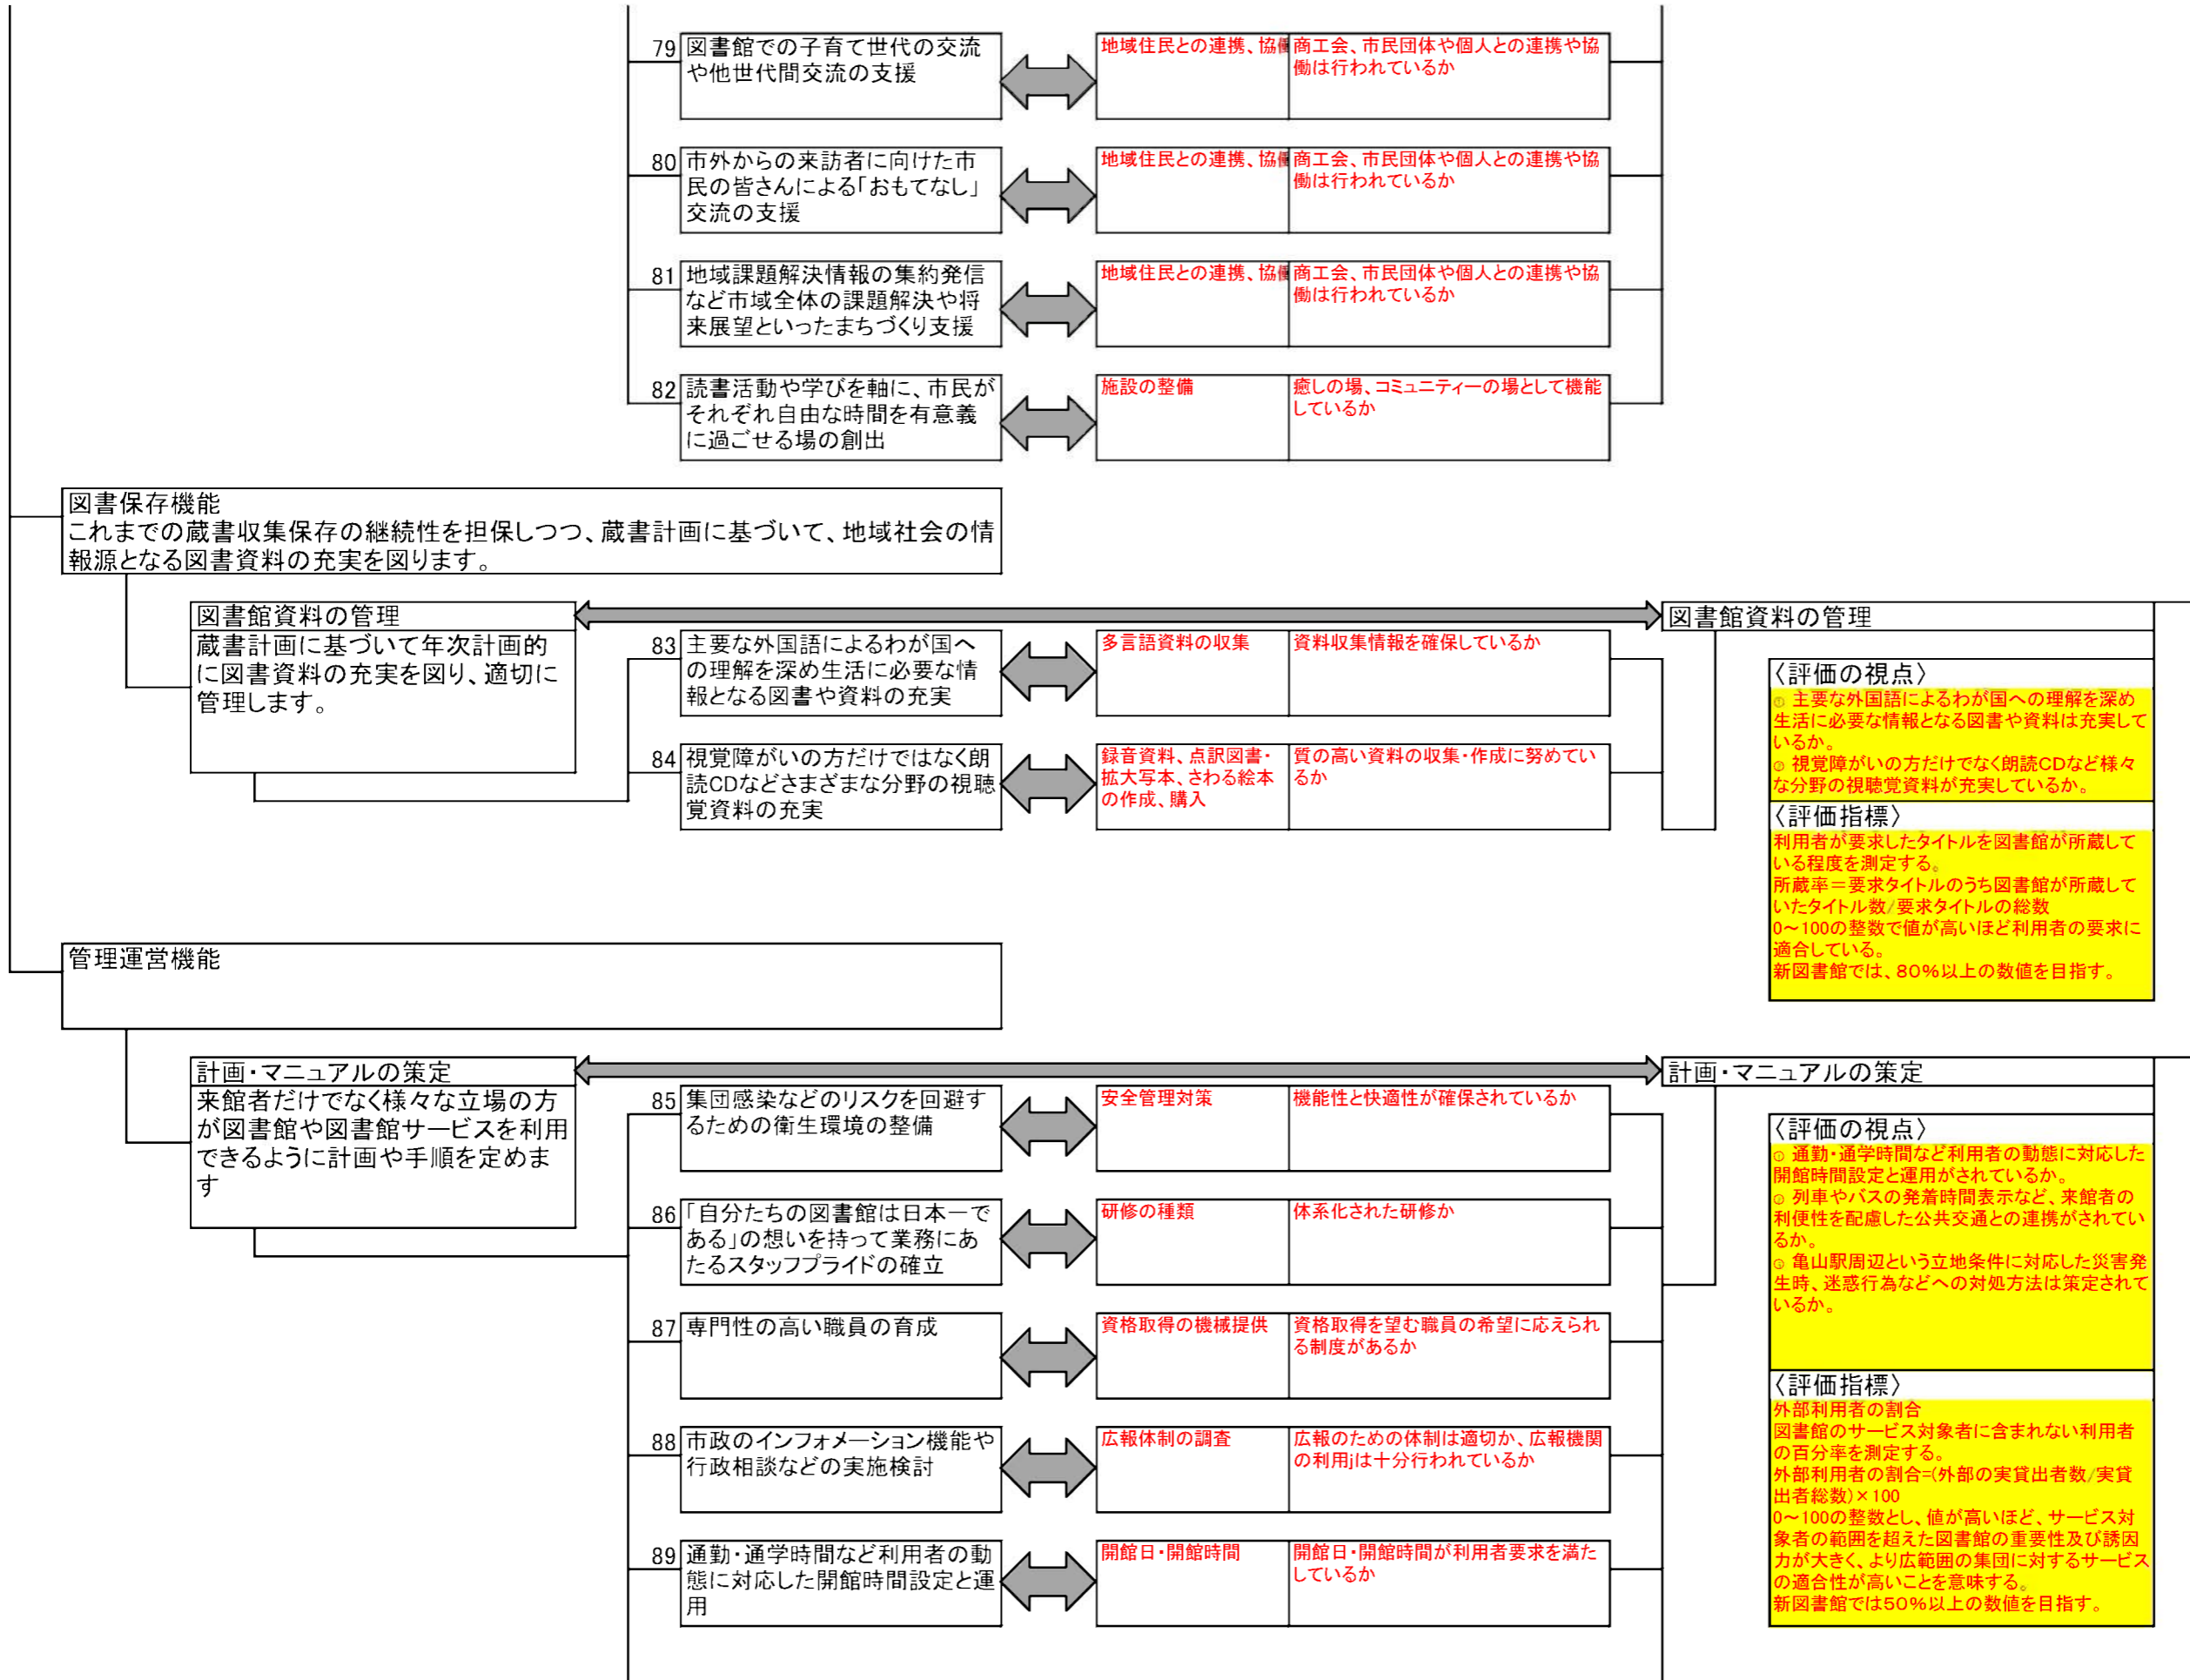 79
図書館での子育て世代の交流
や他世代間交流の支援
地域住民との連携、協働
商工会、市民団体や個人との連携や協
働は行われているか
80
市外からの来訪者に向けた市
民の皆さんによる「おもてなし」
交流の支援
地域住民との連携、協働
商工会、市民団体や個人との連携や協
働は行われているか
81
地域課題解決情報の集約発信
など市域全体の課題解決や将
来展望といったまちづくり支援
地域住民との連携、協働
商工会、市民団体や個人との連携や協
働は行われているか
82
読書活動や学びを軸に、市民が
それぞれ自由な時間を有意義
に過ごせる場の創出
施設の整備
癒しの場、コミュニティーの場として機能
しているか
図書保存機能
これまでの蔵書収集保存の継続性を担保しつつ、蔵書計画に基づいて、地域社会の情
報源となる図書資料の充実を図ります。
図書館資料の管理
蔵書計画に基づいて年次計画的
に図書資料の充実を図り、適切に
管理します。
83
主要な外国語によるわが国へ
の理解を深め生活に必要な情
報となる図書や資料の充実
多言語資料の収集
資料収集情報を確保しているか
84
視覚障がいの方だけではなく朗
読CDなどさまざまな分野の視聴
覚資料の充実
録音資料、点訳図書・
拡大写本、さわる絵本
の作成、購入
質の高い資料の収集・作成に努めてい
るか
図書館資料の管理
〈評価の視点〉
① 主要な外国語によるわが国への理解を深め
生活に必要な情報となる図書や資料は充実して
いるか。
② 視覚障がいの方だけでなく朗読CDなど様々
な分野の視聴覚資料が充実しているか。
〈評価指標〉
利用者が要求したタイトルを図書館が所蔵して
いる程度を測定する。
所蔵率＝要求タイトルのうち図書館が所蔵して
いたタイトル数/要求タイトルの総数
0～100の整数で値が高いほど利用者の要求に
適合している。
新図書館では、80％以上の数値を目指す。
管理運営機能
計画・マニュアルの策定
来館者だけでなく様々な立場の方
が図書館や図書館サービスを利用
できるように計画や手順を定めま
す
85
集団感染などのリスクを回避す
るための衛生環境の整備
安全管理対策
機能性と快適性が確保されているか
86
「自分たちの図書館は日本一で
ある」の想いを持って業務にあ
たるスタッフプライドの確立
研修の種類
体系化された研修か
87
専門性の高い職員の育成
資格取得の機械提供
資格取得を望む職員の希望に応えられ
る制度があるか
88
市政のインフォメーション機能や
行政相談などの実施検討
広報体制の調査
広報のための体制は適切か、広報機関
の利用jは十分行われているか
89
通勤・通学時間など利用者の動
態に対応した開館時間設定と運
用
開館日・開館時間
開館日・開館時間が利用者要求を満た
しているか
計画・マニュアルの策定
〈評価の視点〉
① 通勤・通学時間など利用者の動態に対応した
開館時間設定と運用がされているか。
② 列車やバスの発着時間表示など、来館者の
利便性を配慮した公共交通との連携がされてい
るか。
③ 亀山駅周辺という立地条件に対応した災害発
生時、迷惑行為などへの対処方法は策定されて
いるか。
〈評価指標〉
外部利用者の割合
図書館のサービス対象者に含まれない利用者
の百分率を測定する。
外部利用者の割合=(外部の実貸出者数/実貸
出者総数)×100
0～100の整数とし、値が高いほど、サービス対
象者の範囲を超えた図書館の重要性及び誘因
力が大きく、より広範囲の集団に対するサービス
の適合性が高いことを意味する。
新図書館では50％以上の数値を目指す。